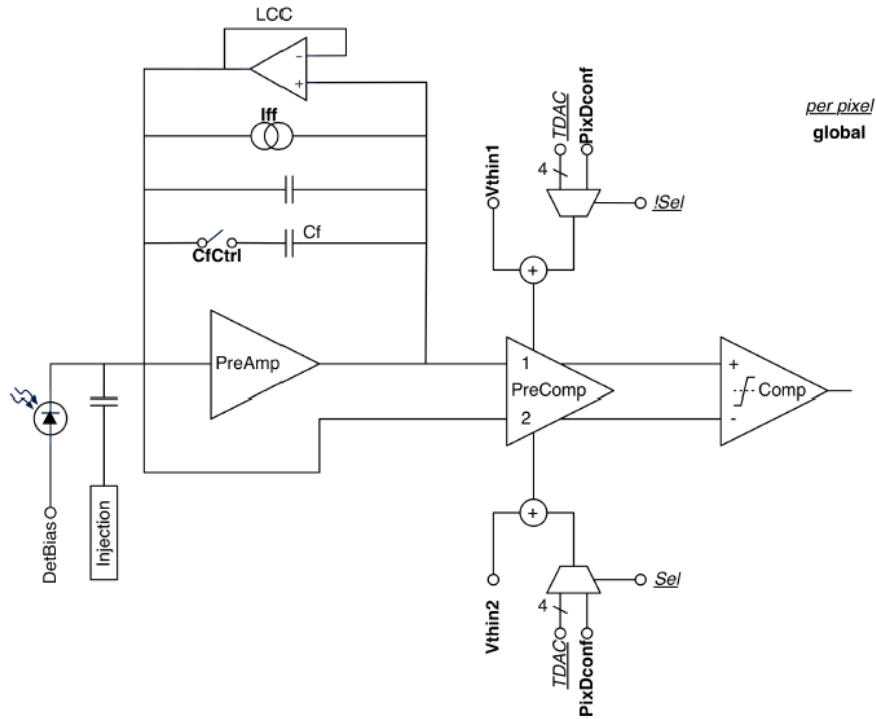 LCC
-
+
Iff
Cf
CfCtrl
per pixel
global
TDAC
PixDconf
4
Vthin1
!Sel
+
PreAmp
1
PreComp
2
+
Comp
-
DetBias
Injection
+
Vthin2
Sel
4
TDAC
PixDconf